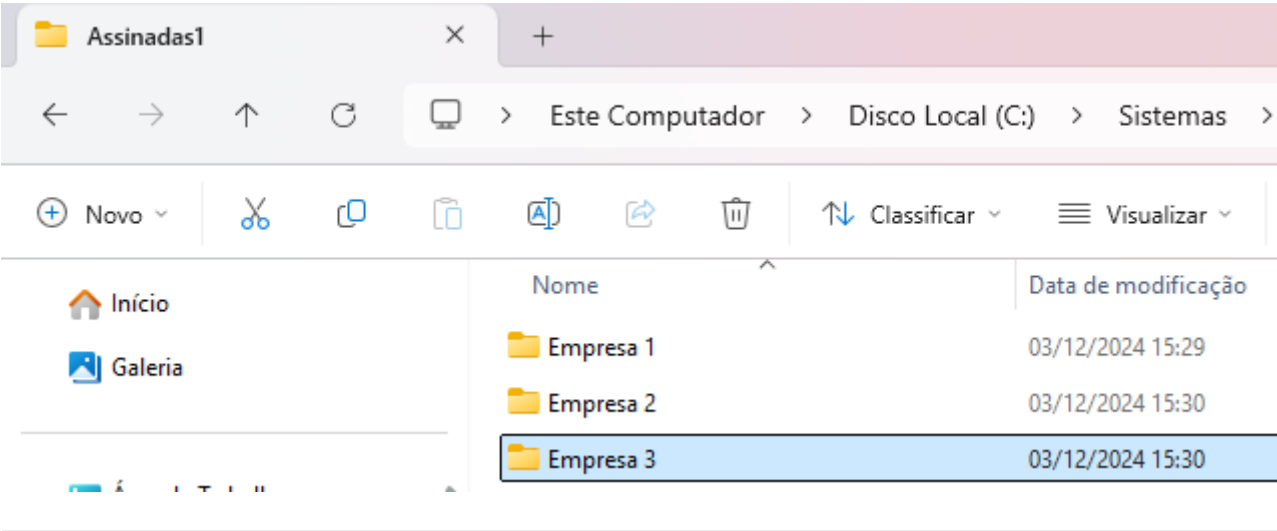 Assinadas1
Este Computador > Disco Local (C:) > Sistemas >
Novo Classificar Visualizar
Nome Data de modificação
Início
Galeria
Empresa 1 03/12/2024 15:29
Empresa 2 03/12/2024 15:30
Empresa 3 03/12/2024 15:30